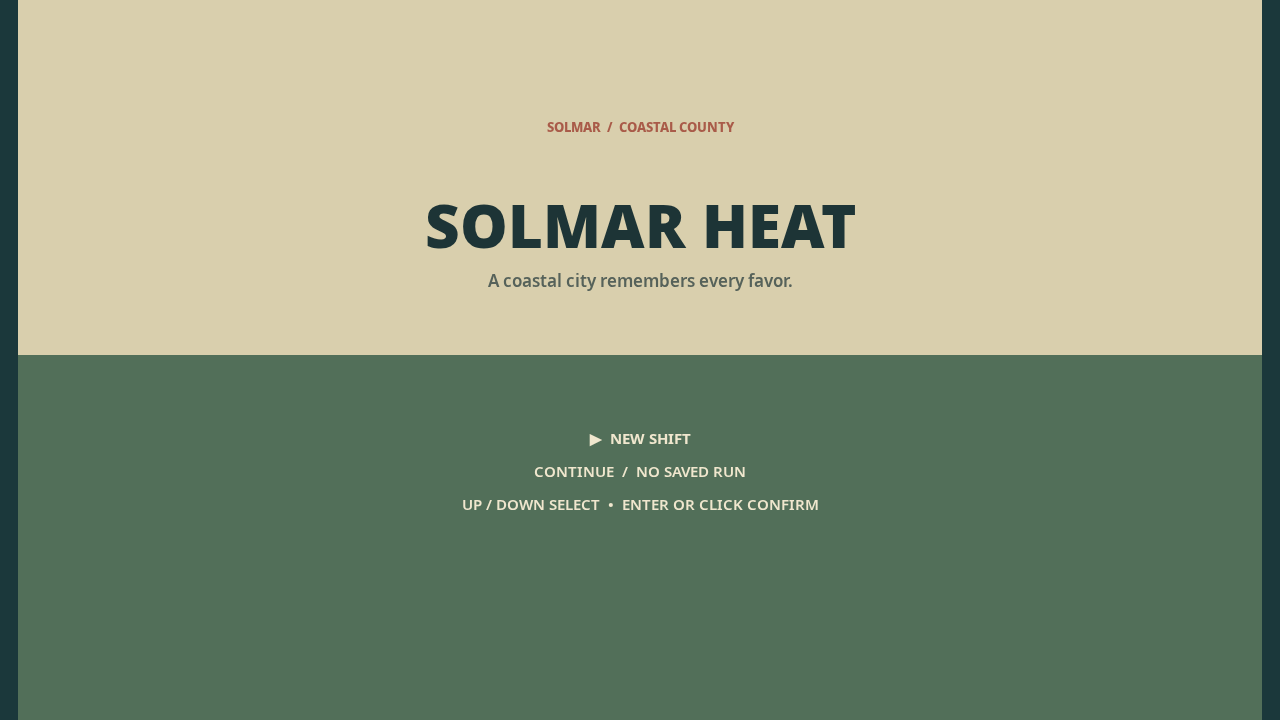 SOLMAR / COASTAL COUNTY
SOLMAR HEAT
A coastal city remembers every favor.
▶ NEW SHIFT
CONTINUE / NO SAVED RUN
UP / DOWN SELECT • ENTER OR CLICK CONFIRM